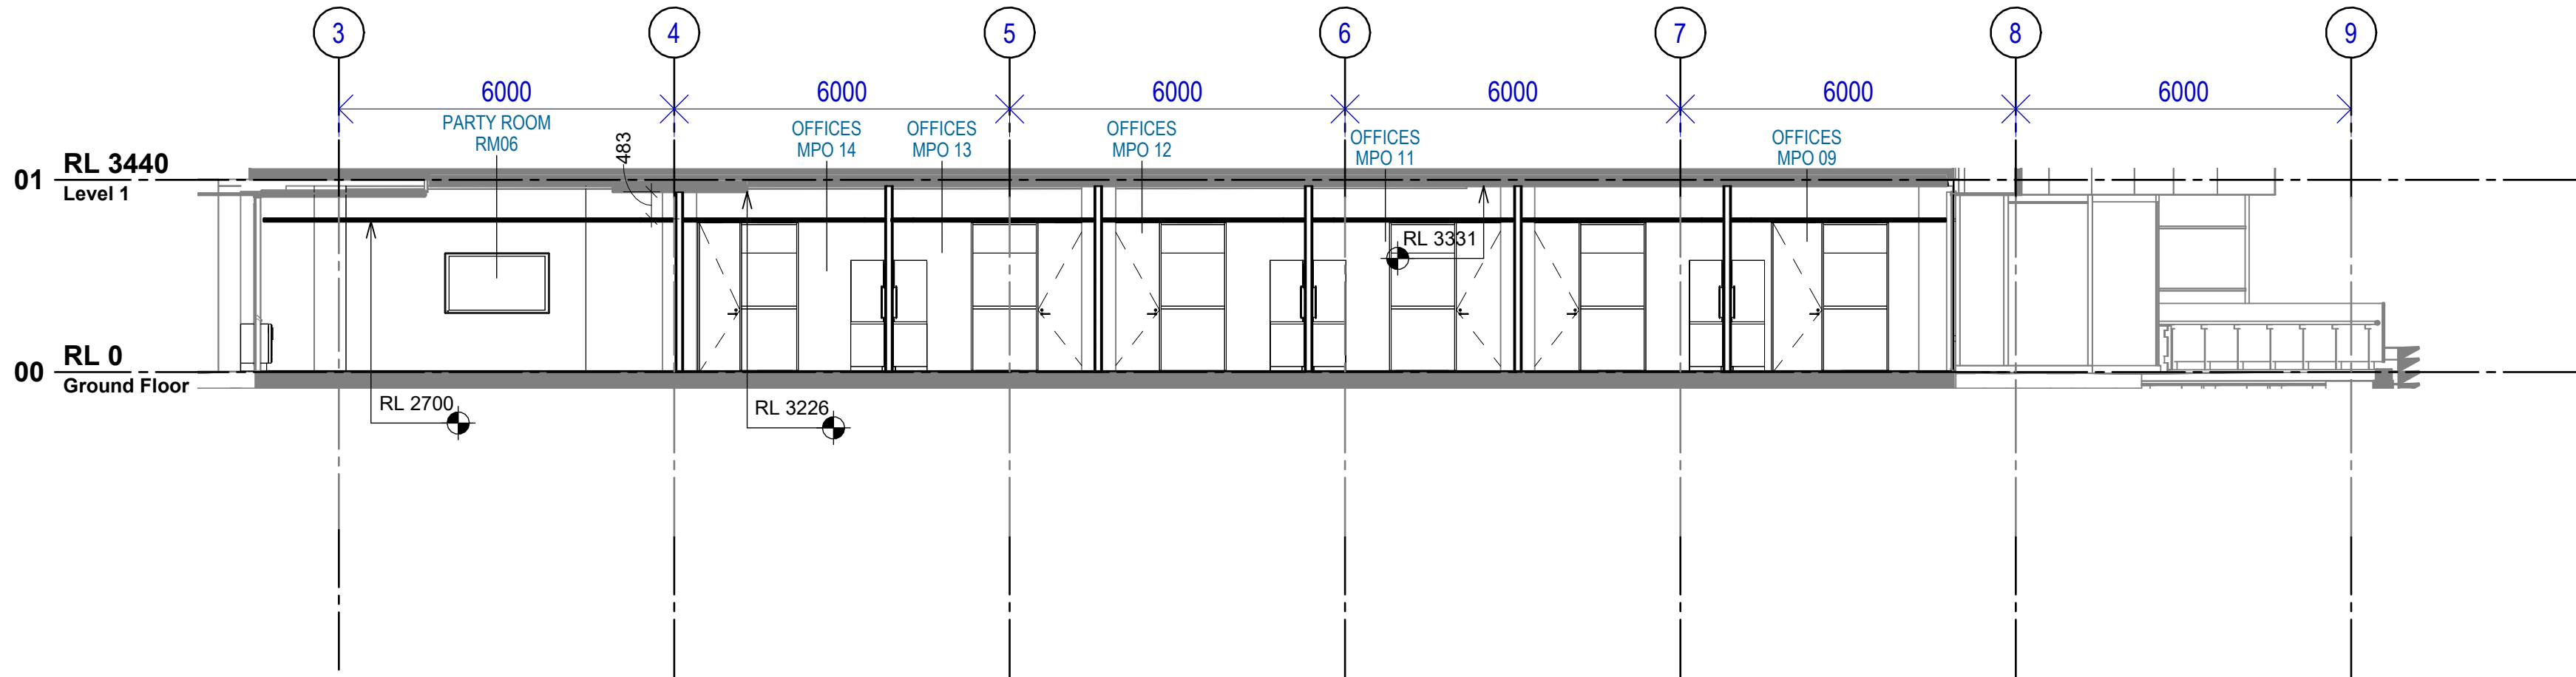 3 4 5 6 7 8 9
6000 6000 6000 6000 6000 6000
PARTY ROOM
RM06
483
OFFICES
MPO 14
OFFICES
MPO 13
OFFICES
MPO 12
OFFICES
MPO 11
OFFICES
MPO 09
01 RL 3440
Level 1
RL 3331
00 RL 0
Ground Floor
RL 2700
RL 3226